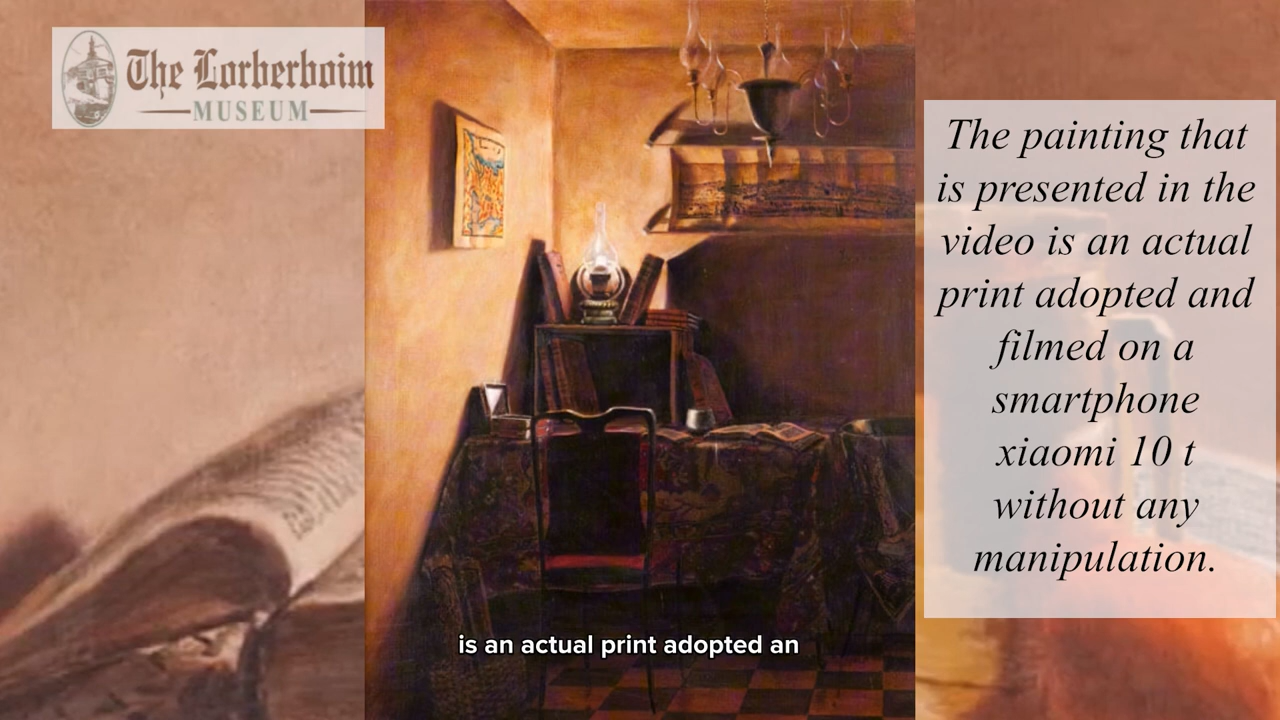 The Lorberboim
MUSEUM
The painting that
is presented in the
video is an actual
print adopted and
filmed on a
smartphone
xiaomi 10 t
without any
manipulation.
is an actual print adopted an